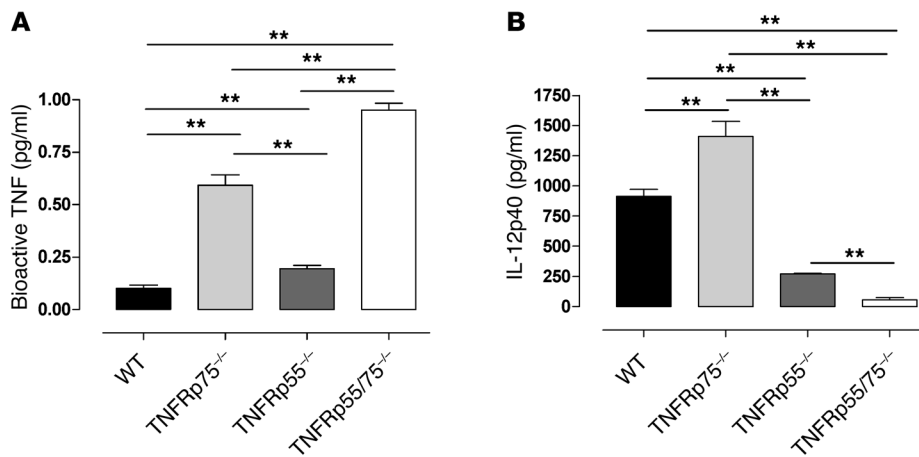 A
**
**
**
**
**
**
Bioactive TNF (pg/ml)
1.00
0.75
0.50
0.25
0.00
WT
TNFRp75⁻/⁻
TNFRp55⁻/⁻
TNFRp55/75⁻/⁻
B
**
**
**
**
**
**
IL-12p40 (pg/ml)
1750
1500
1250
1000
750
500
250
0
WT
TNFRp75⁻/⁻
TNFRp55⁻/⁻
TNFRp55/75⁻/⁻